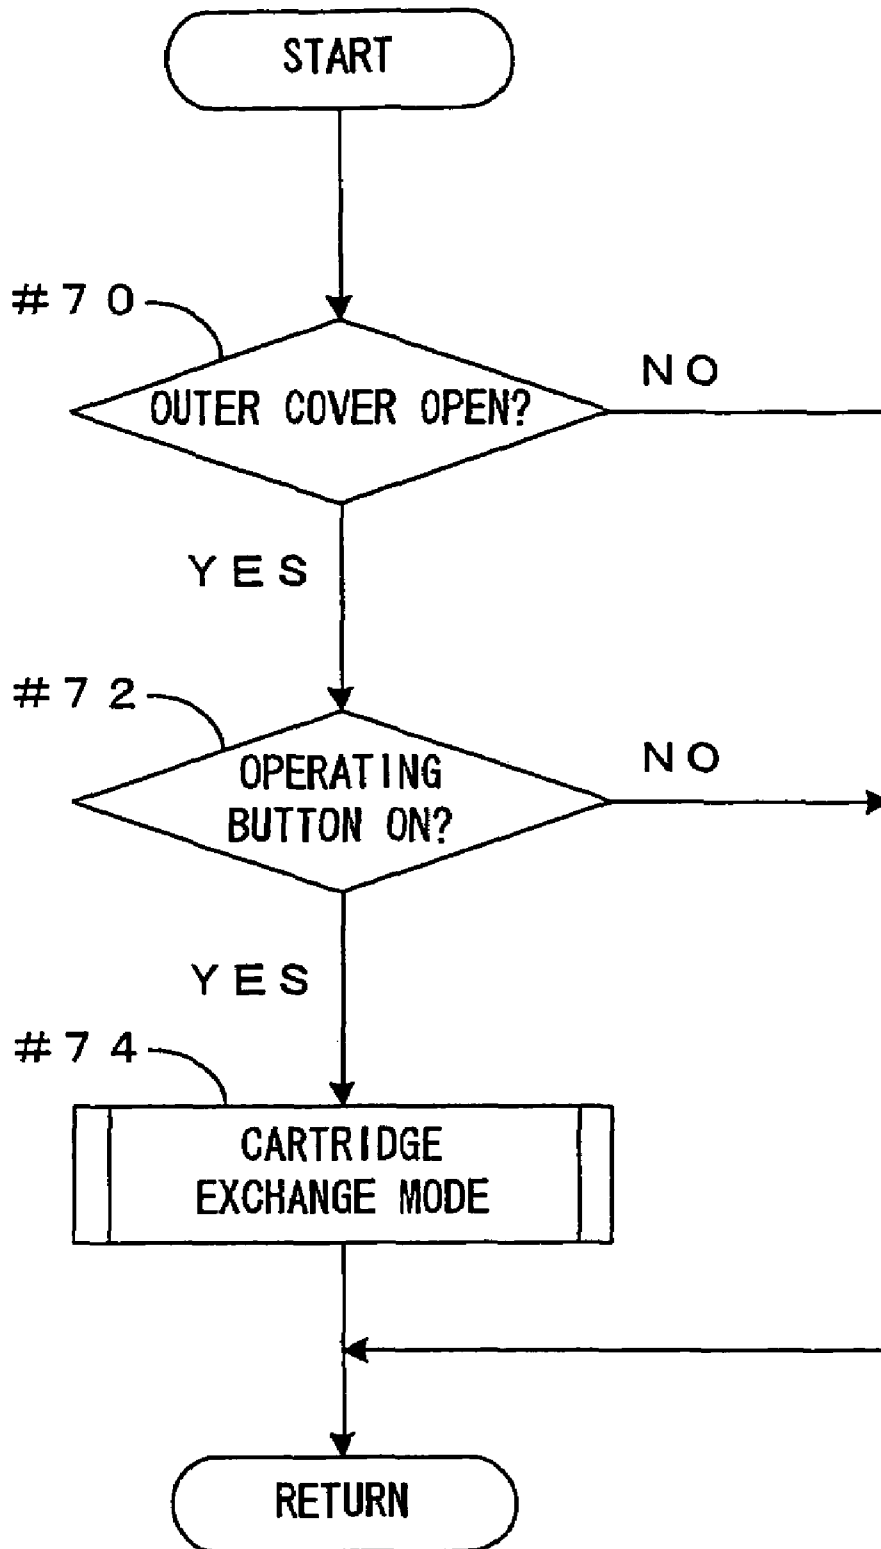 START
#70
OUTER COVER OPEN?
NO
YES
#72
OPERATING
BUTTON ON?
NO
YES
#74
CARTRIDGE
EXCHANGE MODE
RETURN